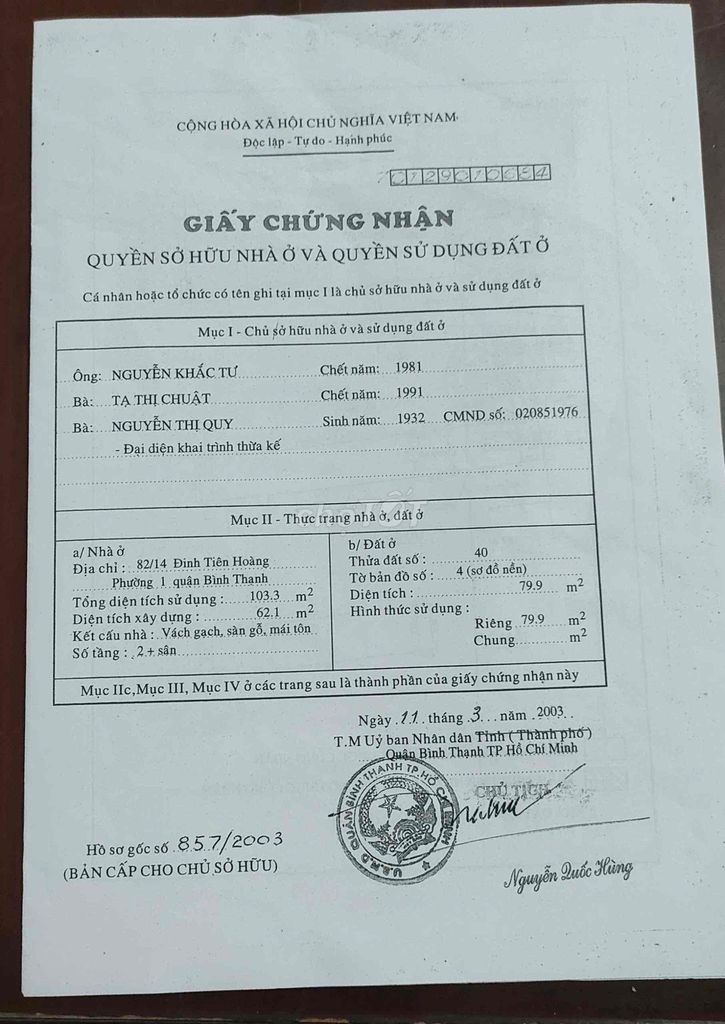 CỘNG HÒA XÃ HỘI CHỦ NGHĨA VIỆT NAM
Độc lập - Tự do - Hạnh phúc
GIẤY CHỨNG NHẬN
QUYỀN SỞ HỮU NHÀ Ở VÀ QUYỀN SỬ DỤNG ĐẤT Ở
Cá nhân hoặc tổ chức có tên ghi tại mục I là chủ sở hữu nhà ở và sử dụng đất ở
Mục I - Chủ sở hữu nhà ở và sử dụng đất ở
Ông: NGUYỄN KHẮC TƯ Chết năm: 1981
Bà: TẠ THỊ CHUẬT Chết năm: 1991
Bà: NGUYỄN THỊ QUY Sinh năm: 1932 CMND số: 020851976
- Đại diện khai trình thừa kế
Mục II - Thực trạng nhà ở, đất ở
a/ Nhà ở
Địa chỉ : 82/14 Đinh Tiên Hoàng
Phường 1 quận Bình Thạnh
Tổng diện tích sử dụng : 103.3 m2
Diện tích xây dựng : 62.1 m2
Kết cấu nhà : Vách gạch, sàn gỗ, mái tôn
Số tầng : 2 + sân
b/ Đất ở
Thửa đất số : 40
Tờ bản đồ số : 4 (sơ đồ nền)
Diện tích : 79.9 m2
Hình thức sử dụng :
Riêng 79.9 m2
Chung m2
Mục IIc,Mục III, Mục IV ở các trang sau là thành phần của giấy chứng nhận này
Ngày 11 tháng 3 năm 2003
T.M Uỷ ban Nhân dân Tỉnh ( Thành phố )
Quận Bình Thạnh TP Hồ Chí Minh
CHỦ TỊCH
U.B.N.D QUẬN BÌNH THẠNH TP. HỒ CHÍ MINH
Hồ sơ gốc số 857/2003
(BẢN CẤP CHO CHỦ SỞ HỮU)
Nguyễn Quốc Hùng